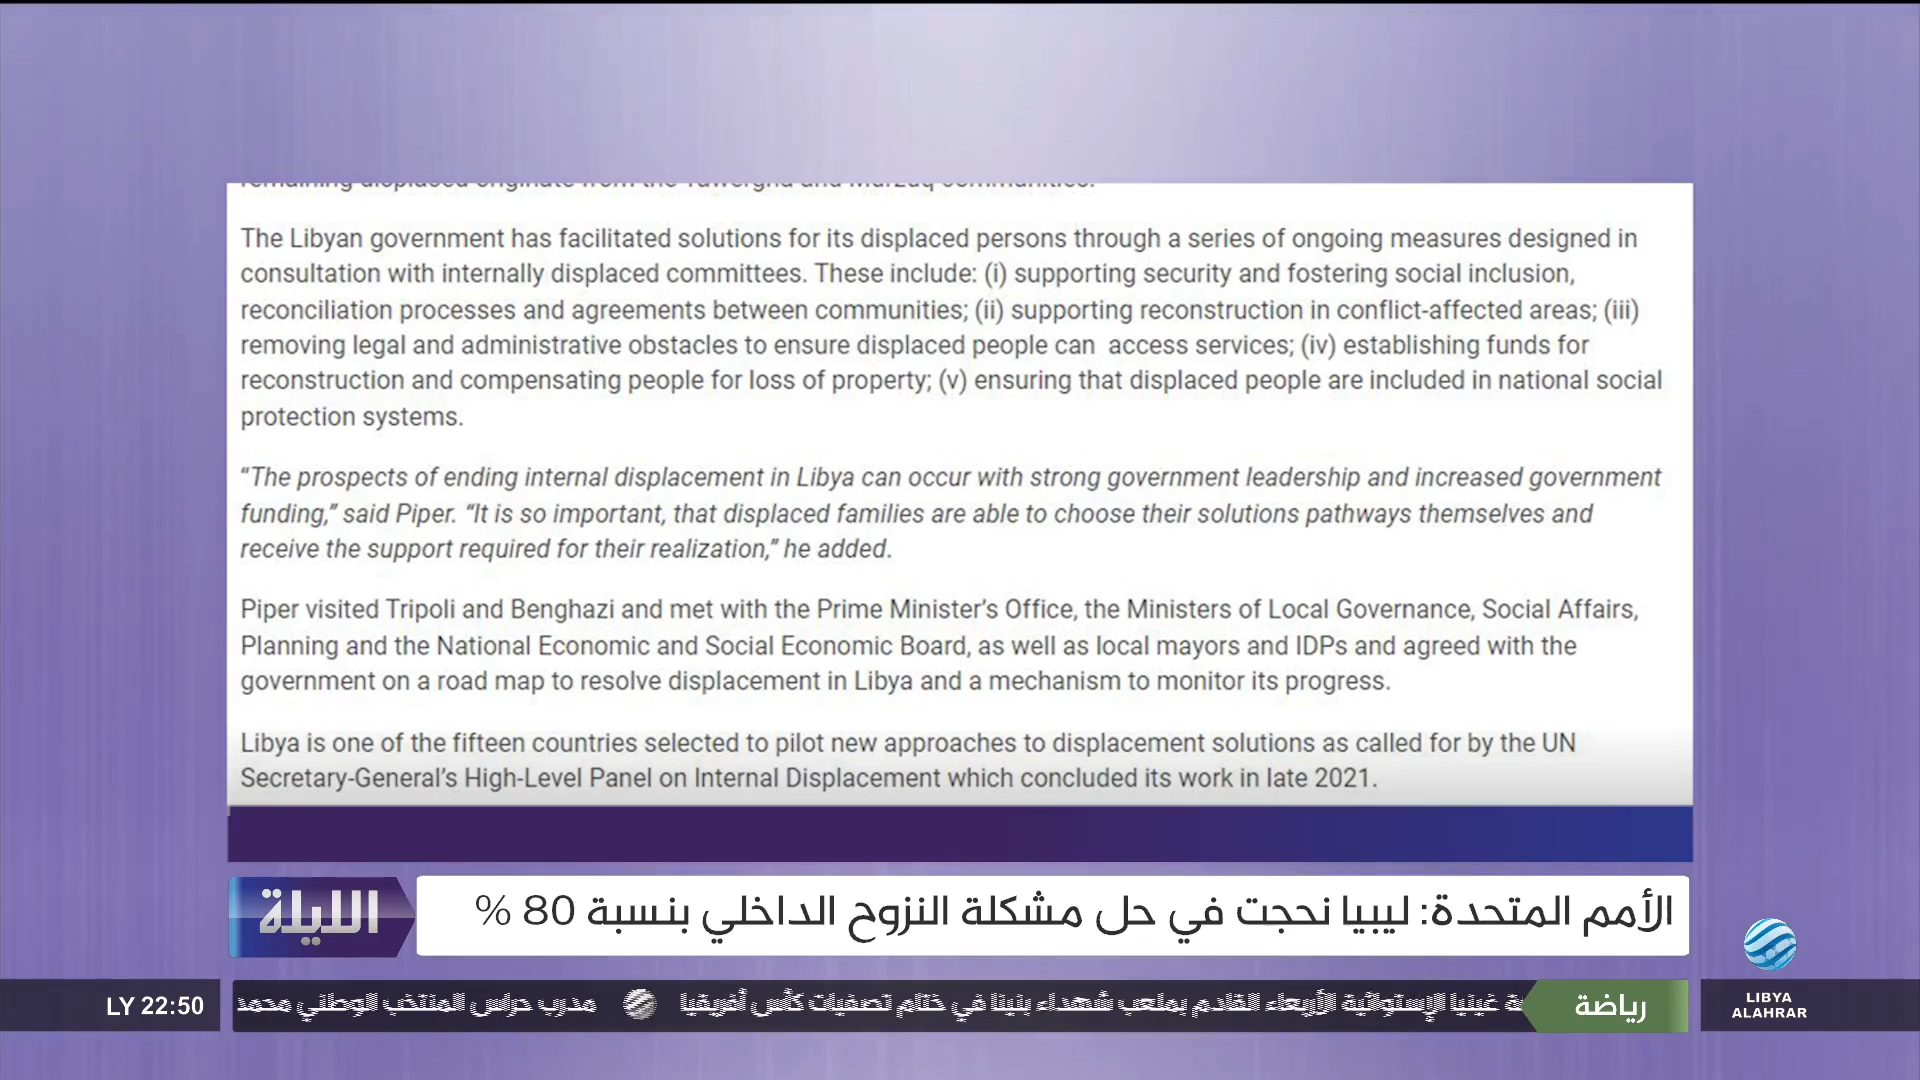 remaining displaced originate from the Tawergha and Murzuq communities.
The Libyan government has facilitated solutions for its displaced persons through a series of ongoing measures designed in
consultation with internally displaced committees. These include: (i) supporting security and fostering social inclusion,
reconciliation processes and agreements between communities; (ii) supporting reconstruction in conflict-affected areas; (iii)
removing legal and administrative obstacles to ensure displaced people can  access services; (iv) establishing funds for
reconstruction and compensating people for loss of property; (v) ensuring that displaced people are included in national social
protection systems.
“The prospects of ending internal displacement in Libya can occur with strong government leadership and increased government
funding,” said Piper. “It is so important, that displaced families are able to choose their solutions pathways themselves and
receive the support required for their realization,” he added.
Piper visited Tripoli and Benghazi and met with the Prime Minister’s Office, the Ministers of Local Governance, Social Affairs,
Planning and the National Economic and Social Economic Board, as well as local mayors and IDPs and agreed with the
government on a road map to resolve displacement in Libya and a mechanism to monitor its progress.
Libya is one of the fifteen countries selected to pilot new approaches to displacement solutions as called for by the UN
Secretary-General’s High-Level Panel on Internal Displacement which concluded its work in late 2021.
الليلة
الأمم المتحدة: ليبيا نجحت في حل مشكلة النزوح الداخلي بنسبة 80 %
LY 22:50
رياضة
غينيا الإستوائية الأربعاء القادم بملعب شهداء بنينا في ختام تصفيات كأس أفريقيا
مدرب حراس المنتخب الوطني محمد
LIBYA
ALAHRAR